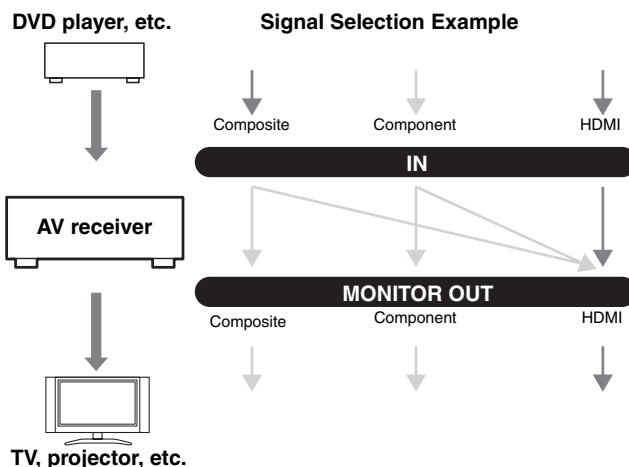 DVD player, etc.
Signal Selection Example
Composite
Component
HDMI
IN
AV receiver
MONITOR OUT
Composite
Component
HDMI
TV, projector, etc.